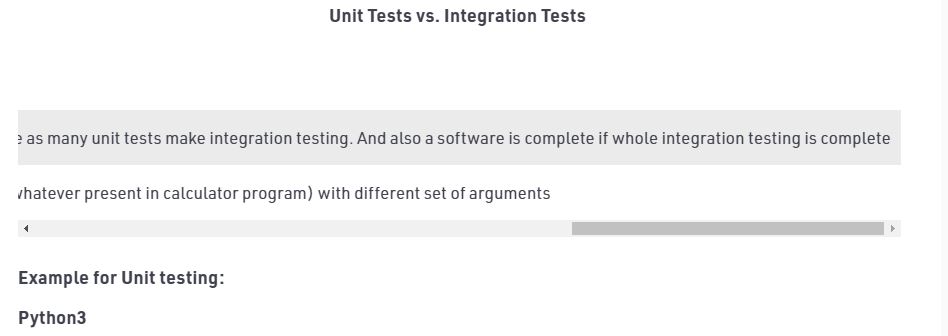 Unit Tests vs. Integration Tests
as many unit tests make integration testing. And also a software is complete if whole integration testing is complete
present in calculator program) with different set of arguments
Example for Unit testing:
Python3